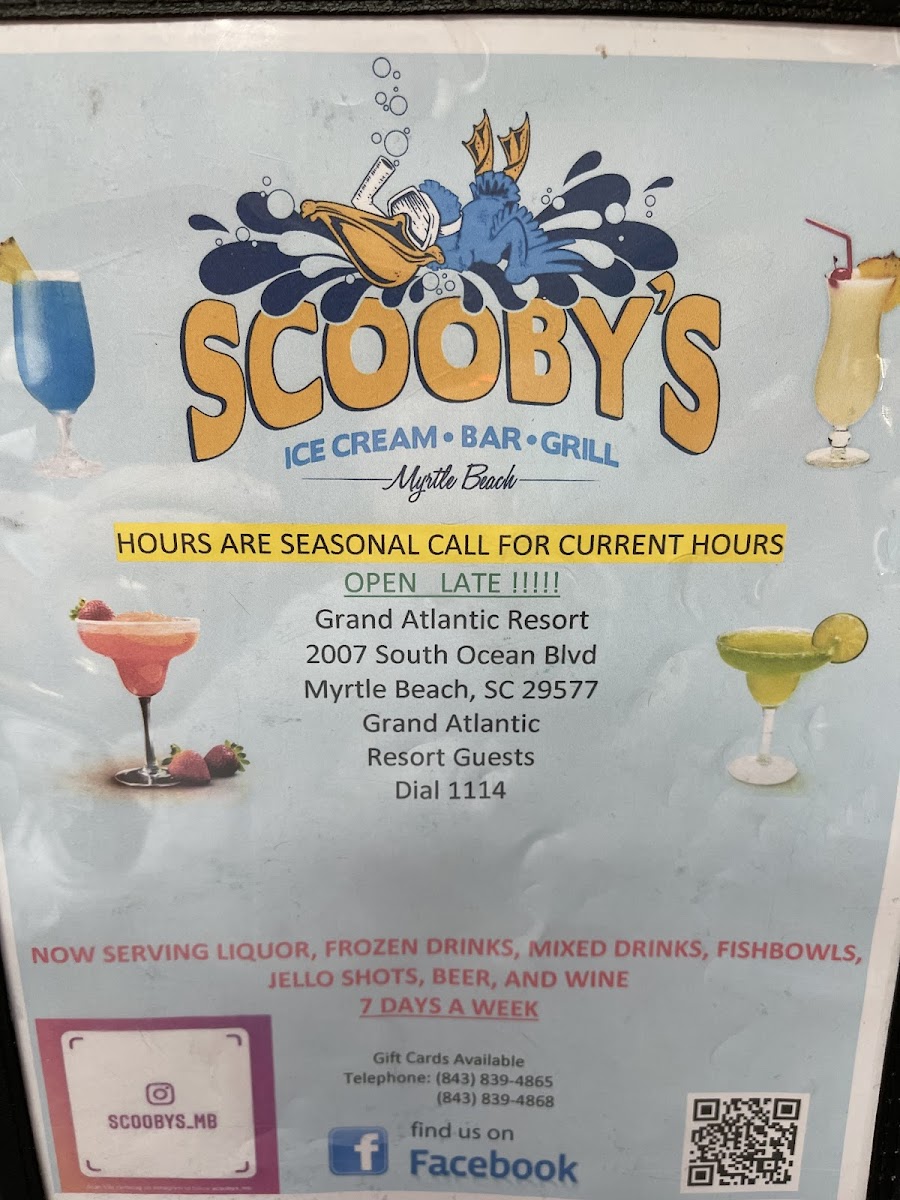 SCOOBY'S
ICE CREAM • BAR • GRILL
Myrtle Beach
HOURS ARE SEASONAL CALL FOR CURRENT HOURS
OPEN LATE !!!!!
Grand Atlantic Resort
2007 South Ocean Blvd
Myrtle Beach, SC 29577
Grand Atlantic
Resort Guests
Dial 1114
NOW SERVING LIQUOR, FROZEN DRINKS, MIXED DRINKS, FISHBOWLS,
JELLO SHOTS, BEER, AND WINE
7 DAYS A WEEK
Gift Cards Available
Telephone: (843) 839-4865
(843) 839-4868
SCOOBYS_MB
f
find us on
Facebook